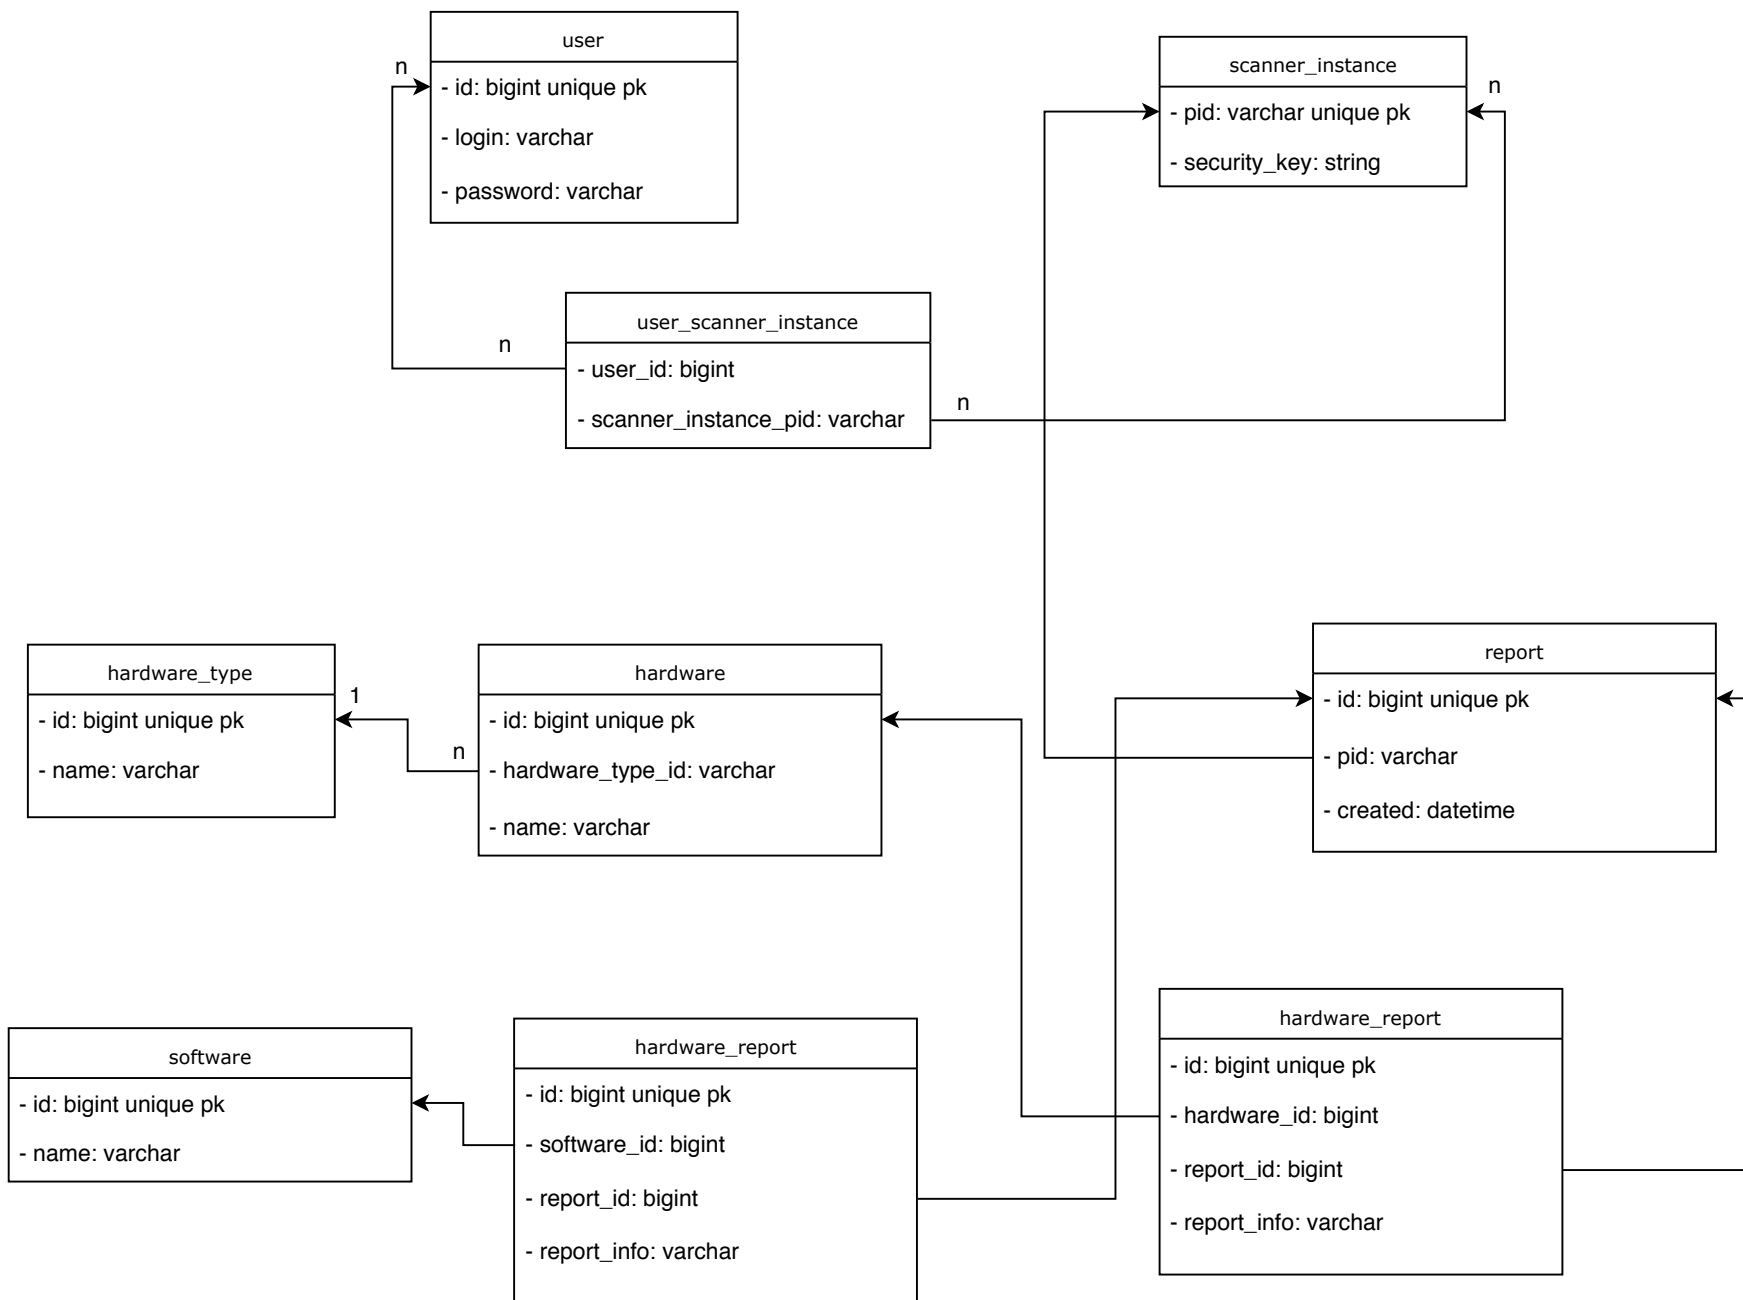 user
n
- id: bigint unique pk
- login: varchar
- password: varchar
scanner_instance
n
- pid: varchar unique pk
- security_key: string
user_scanner_instance
n
- user_id: bigint
- scanner_instance_pid: varchar
n
hardware_type
1
- id: bigint unique pk
- name: varchar
hardware
- id: bigint unique pk
n
- hardware_type_id: varchar
- name: varchar
report
- id: bigint unique pk
- pid: varchar
- created: datetime
software
- id: bigint unique pk
- name: varchar
hardware_report
- id: bigint unique pk
- software_id: bigint
- report_id: bigint
- report_info: varchar
hardware_report
- id: bigint unique pk
- hardware_id: bigint
- report_id: bigint
- report_info: varchar